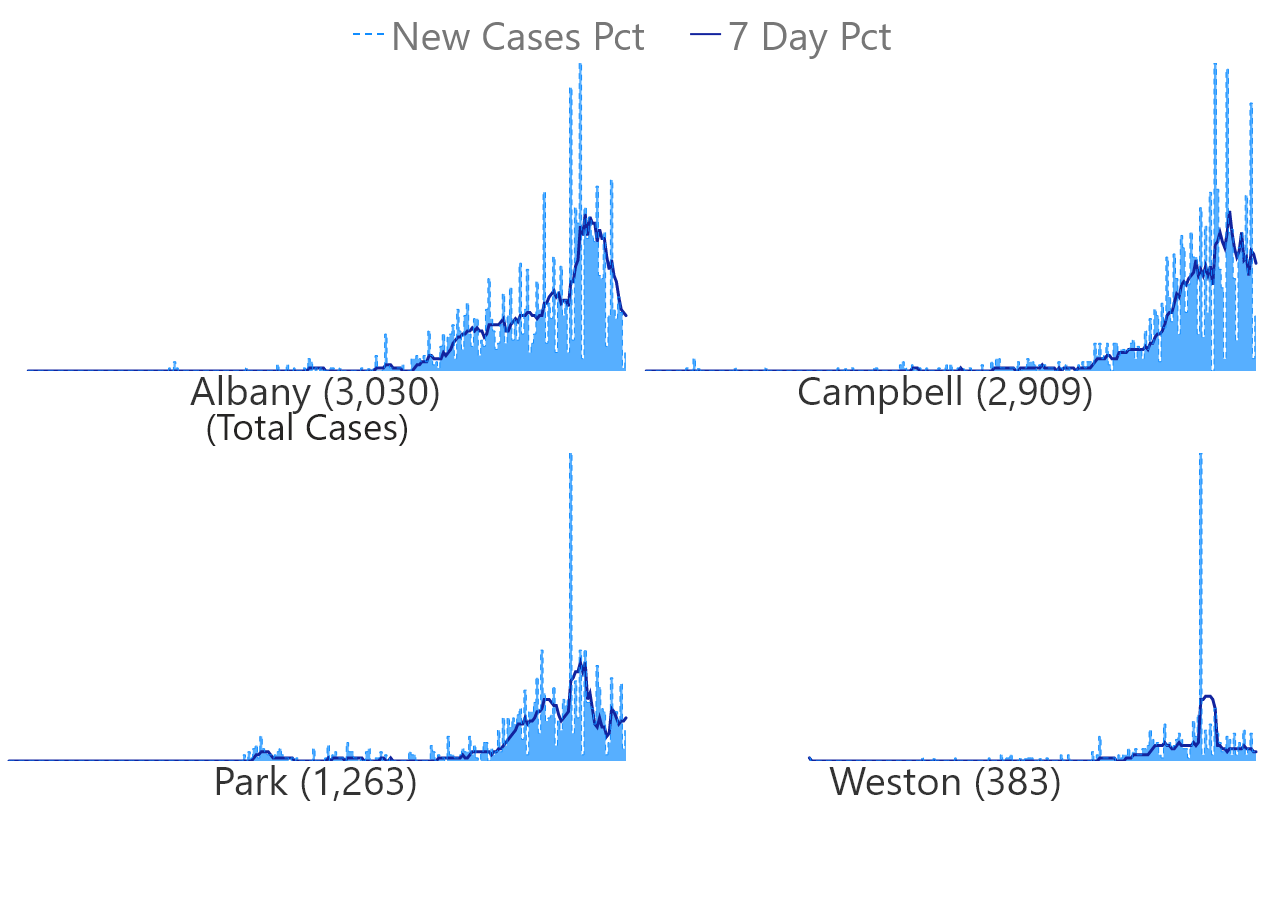 New Cases Pct 7 Day Pct
Albany (3,030) Campbell (2,909)
(Total Cases)
Park (1,263) Weston (383)